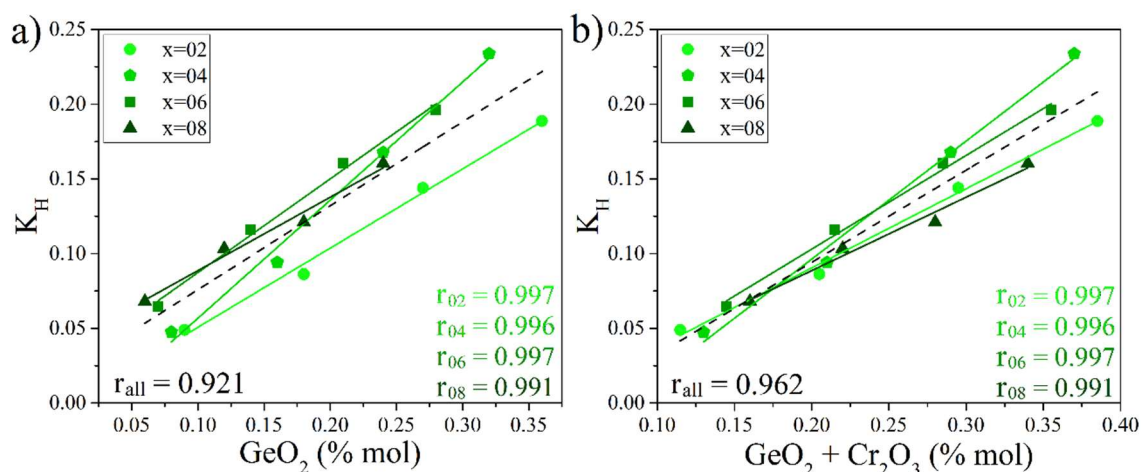 a)
x=02
x=04
x=06
x=08
K_H
0.25
0.20
0.15
0.10
0.05
0.00
r_02 = 0.997
r_04 = 0.996
r_06 = 0.997
r_08 = 0.991
r_all = 0.921
0.05 0.10 0.15 0.20 0.25 0.30 0.35
GeO₂ (% mol)
b)
x=02
x=04
x=06
x=08
K_H
0.25
0.20
0.15
0.10
0.05
0.00
r_02 = 0.997
r_04 = 0.996
r_06 = 0.997
r_08 = 0.991
r_all = 0.962
0.10 0.15 0.20 0.25 0.30 0.35 0.40
GeO₂ + Cr₂O₃ (% mol)